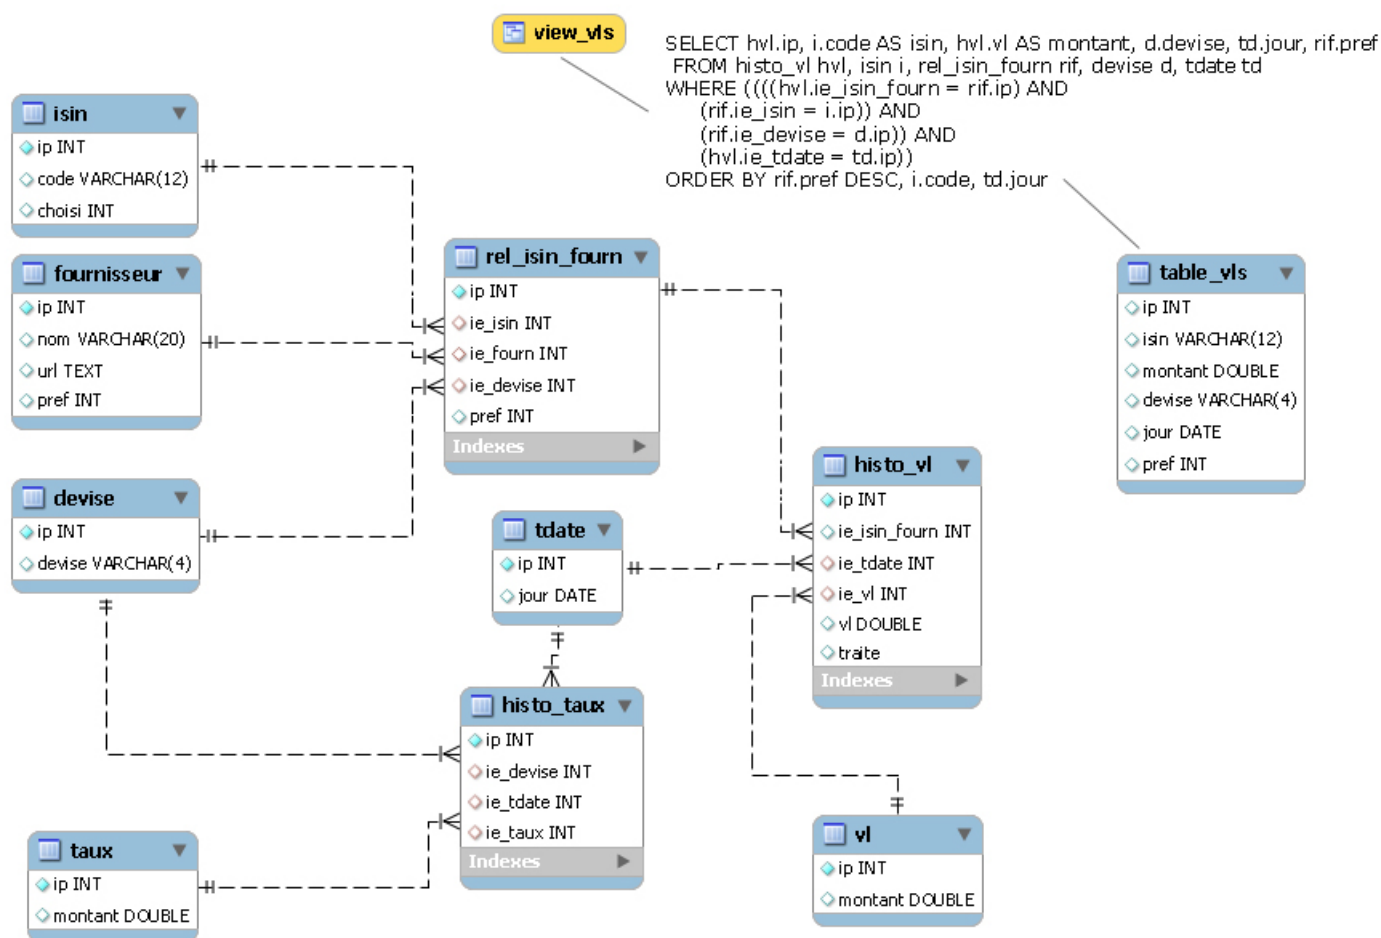 view_vls
SELECT hvl.ip, i.code AS isin, hvl.vl AS montant, d.devise, td.jour, rif.pref
FROM histo_vl hvl, isin i, rel_isin_fourn rif, devise d, tdate td
WHERE ((((hvl.ie_isin_fourn = rif.ip) AND
(rif.ie_isin = i.ip)) AND
(rif.ie_devise = d.ip)) AND
(hvl.ie_tdate = td.ip))
ORDER BY rif.pref DESC, i.code, td.jour
isin
ip INT
code VARCHAR(12)
choisi INT
fournisseur
ip INT
nom VARCHAR(20)
url TEXT
pref INT
devise
ip INT
devise VARCHAR(4)
rel_isin_fourn
ip INT
ie_isin INT
ie_fourn INT
ie_devise INT
pref INT
Indexes
table_vls
ip INT
isin VARCHAR(12)
montant DOUBLE
devise VARCHAR(4)
jour DATE
pref INT
tdate
ip INT
jour DATE
histo_vl
ip INT
ie_isin_fourn INT
ie_tdate INT
ie_vl INT
vl DOUBLE
traite
Indexes
histo_taux
ip INT
ie_devise INT
ie_tdate INT
ie_taux INT
Indexes
taux
ip INT
montant DOUBLE
vl
ip INT
montant DOUBLE